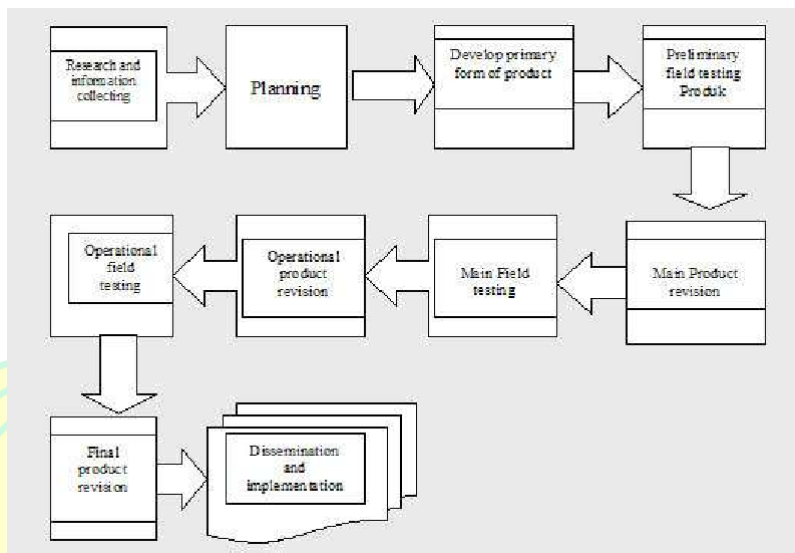 Research and
information
collecting
Planning
Develop primary
form of product
Preliminary
field testing
Produk
Main Product
revision
Main Field
testing
Operational
product
revision
Operational
field
testing
Final
product
revision
Dissemination
and
implementation